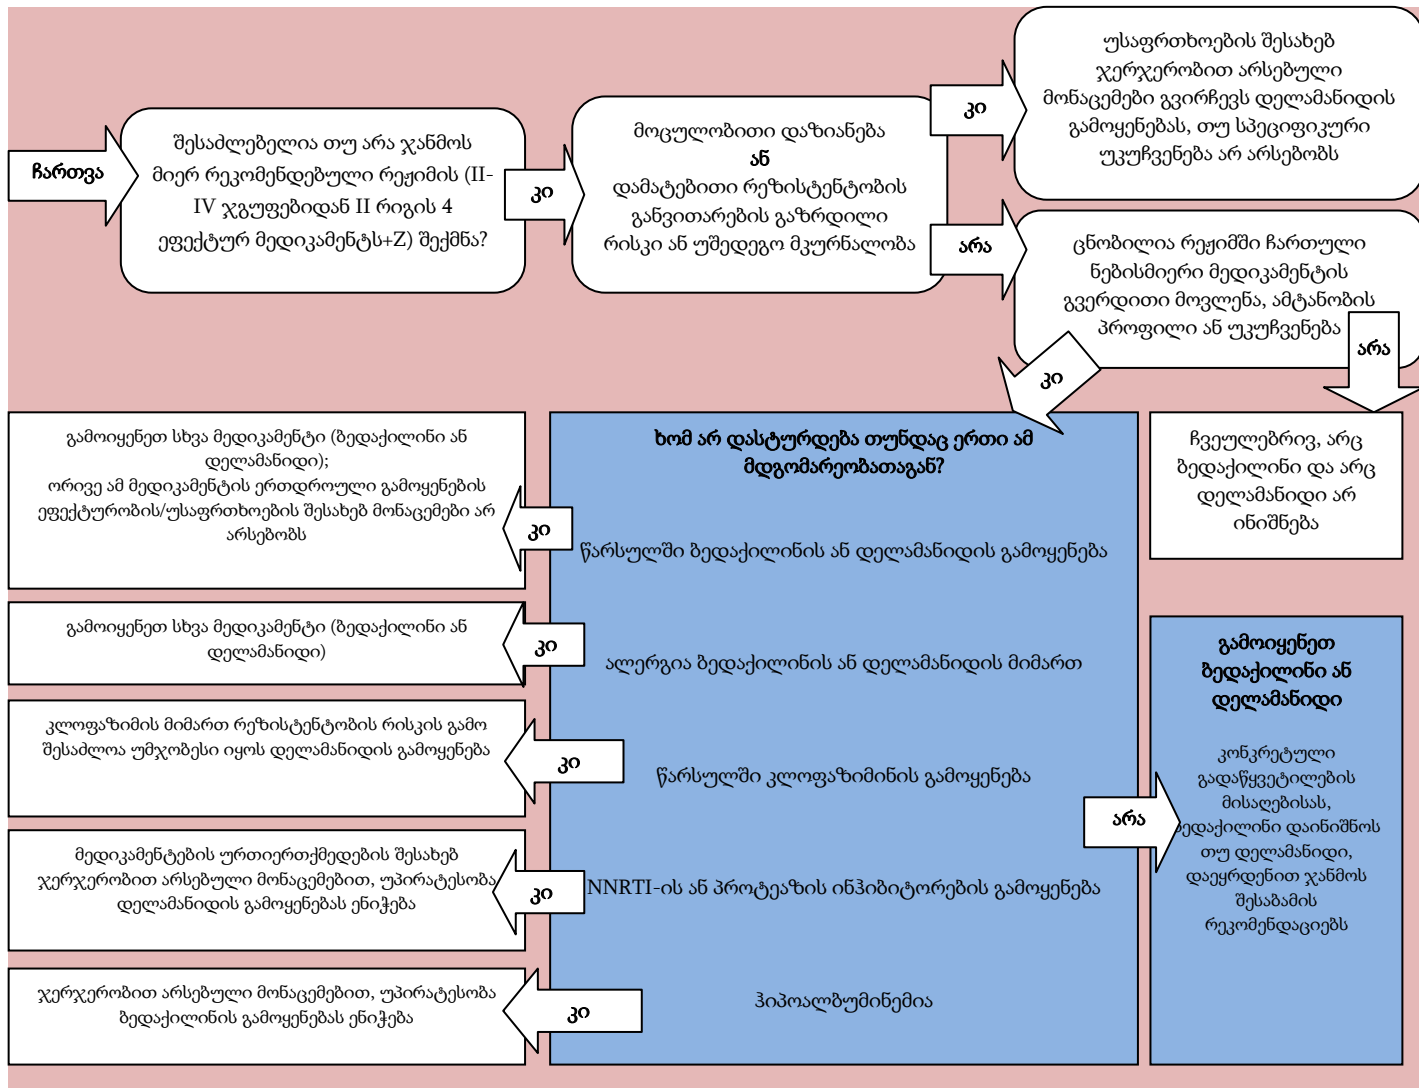 ჩართვა
შესაძლებელია თუ არა ჯანმოს
მიერ რეკომენდებული რეჟიმის (II-
IV ჯგუფებიდან II რიგის 4
ეფექტურ მედიკამენტს+Z) შექმნა?
კი
მოცულობითი დაზიანება
ან
დამატებითი რეზისტენტობის
განვითარების გაზრდილი
რისკი ან უშედეგო მკურნალობა
კი
უსაფრთხოების შესახებ
ჯერჯერობით არსებული
მონაცემები გვირჩევს დელამანიდის
გამოყენებას, თუ სპეციფიკური
უკუჩვენება არ არსებობს
არა
ცნობილია რეჟიმში ჩართული
ნებისმიერი მედიკამენტის
გვერდითი მოვლენა, ამტანობის
პროფილი ან უკუჩვენება
კი
არა
ჩვეულებრივ, არც
ბედაქილინი და არც
დელამანიდი არ
ინიშნება
ხომ არ დასტურდება თუნდაც ერთი ამ
მდგომარეობათაგან?
წარსულში ბედაქილინის ან დელამანიდის გამოყენება
კი
გამოიყენეთ სხვა მედიკამენტი (ბედაქილინი ან
დელამანიდი);
ორივე ამ მედიკამენტის ერთდროული გამოყენების
ეფექტურობის/უსაფრთხოების შესახებ მონაცემები არ
არსებობს
ალერგია ბედაქილინის ან დელამანიდის მიმართ
კი
გამოიყენეთ სხვა მედიკამენტი (ბედაქილინი ან
დელამანიდი)
წარსულში კლოფაზიმინის გამოყენება
კი
კლოფაზიმის მიმართ რეზისტენტობის რისკის გამო
შესაძლოა უმჯობესი იყოს დელამანიდის გამოყენება
NNRTI-ის ან პროტეაზის ინჰიბიტორების გამოყენება
კი
მედიკამენტების ურთიერთქმედების შესახებ
ჯერჯერობით არსებული მონაცემებით, უპირატესობა
დელამანიდის გამოყენებას ენიჭება
ჰიპოალბუმინემია
კი
ჯერჯერობით არსებული მონაცემებით, უპირატესობა
ბედაქილინის გამოყენებას ენიჭება
არა
გამოიყენეთ
ბედაქილინი ან
დელამანიდი
კონკრეტული
გადაწყვეტილების
მისაღებისას,
ბედაქილინი დაინიშნოს
თუ დელამანიდი,
დაეყრდენით ჯანმოს
შესაბამის
რეკომენდაციებს